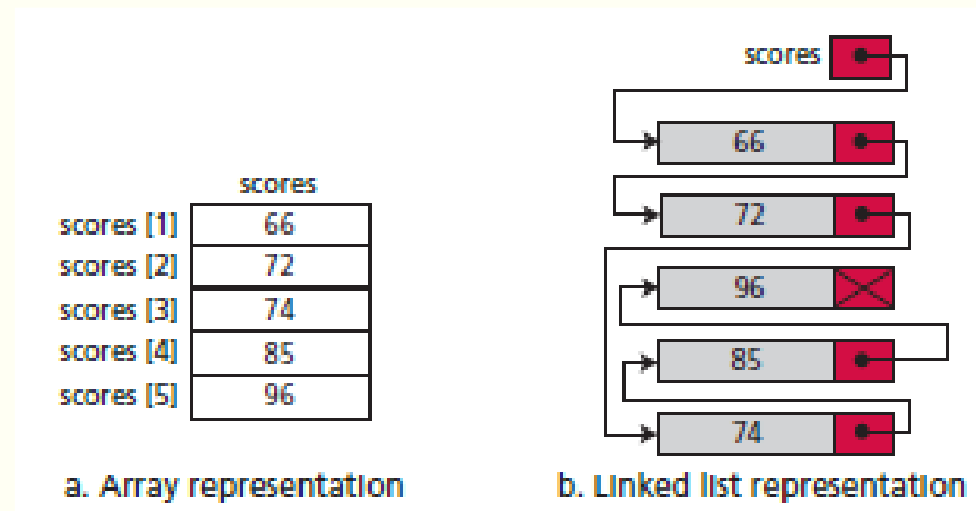 scores
scores [1] 66
scores [2] 72
scores [3] 74
scores [4] 85
scores [5] 96
a. Array representation
scores
66
72
96
85
74
b. Linked list representation